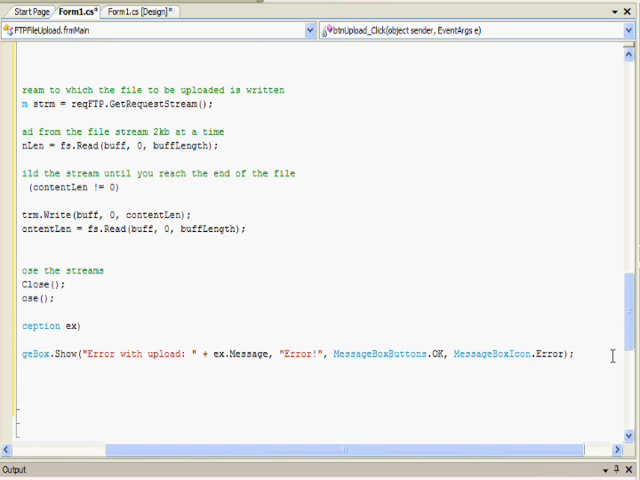 Start Page Form1.cs* Form1.cs [Design]*
FTPFileUpload.frmMain btnUpload_Click(object sender, EventArgs e)
ream to which the file to be uploaded is written
m strm = reqFTP.GetRequestStream();
ad from the file stream 2kb at a time
nLen = fs.Read(buff, 0, buffLength);
ild the stream until you reach the end of the file
(contentLen != 0)
trm.Write(buff, 0, contentLen);
ontentLen = fs.Read(buff, 0, buffLength);
ose the streams
Close();
ose();
ception ex)
geBox.Show("Error with upload: " + ex.Message, "Error!", MessageBoxButtons.OK, MessageBoxIcon.Error);
Output